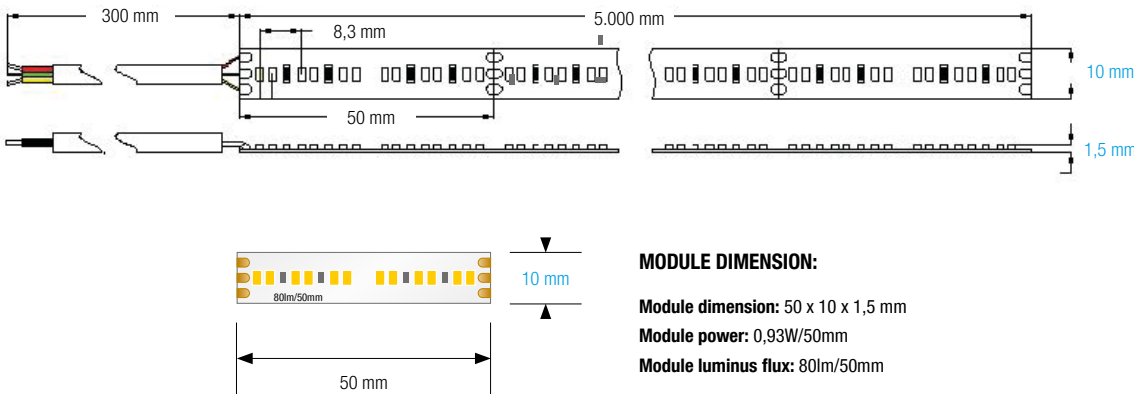 300 mm
5.000 mm
8,3 mm
10 mm
50 mm
1,5 mm
80lm/50mm
10 mm
50 mm
MODULE DIMENSION:
Module dimension: 50 x 10 x 1,5 mm
Module power: 0,93W/50mm
Module luminus flux: 80lm/50mm